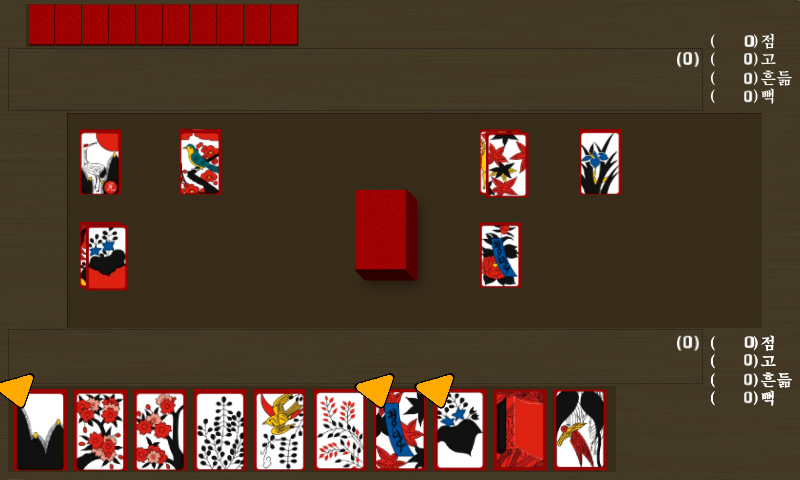 ( 0)점
(0) ( 0)고
( 0)흔듦
( 0)뻑
(0) ( 0)점
( 0)고
( 0)흔듦
( 0)뻑